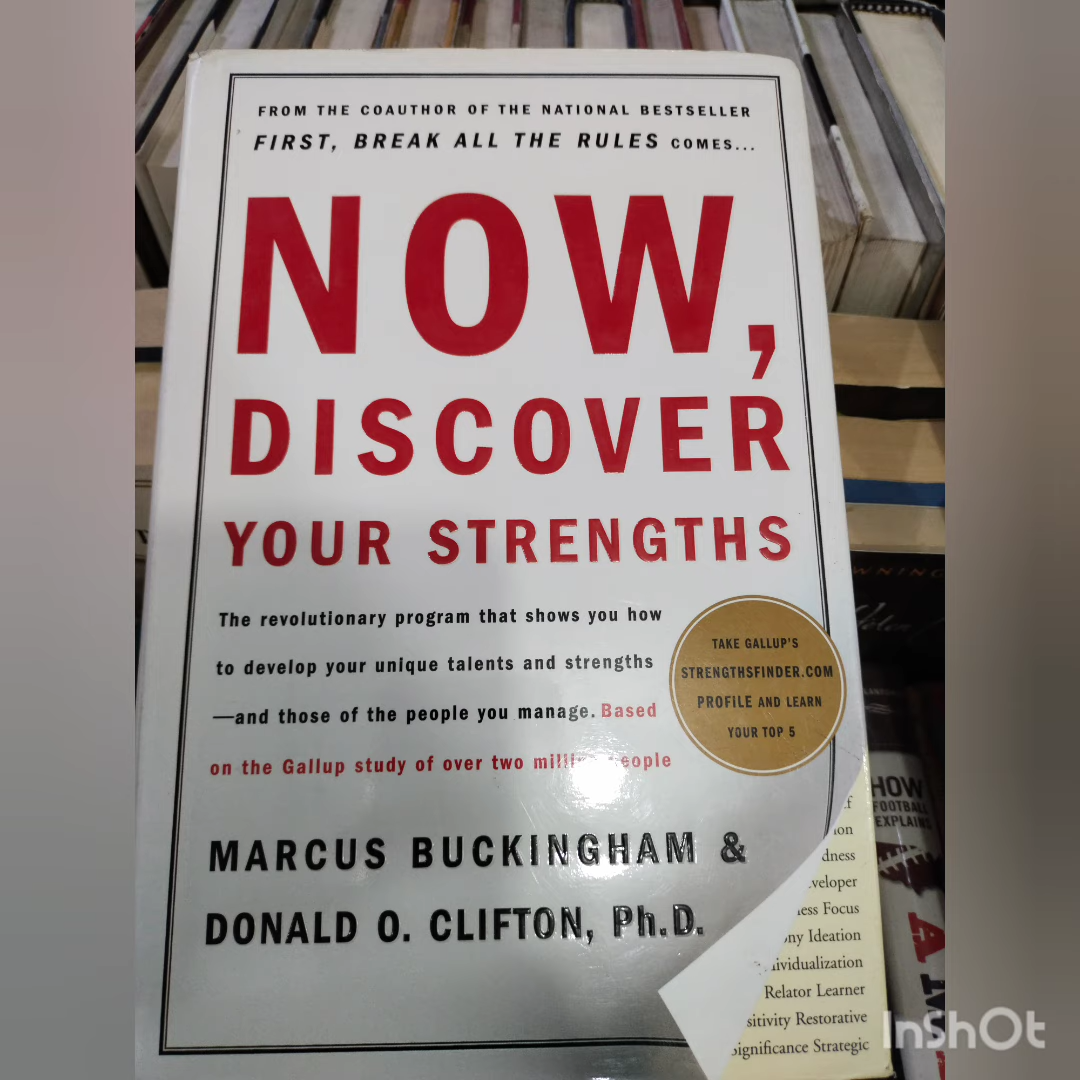 FROM THE COAUTHOR OF THE NATIONAL BESTSELLER
FIRST, BREAK ALL THE RULES COMES...
NOW,
DISCOVER
YOUR STRENGTHS
The revolutionary program that shows you how
to develop your unique talents and strengths
—and those of the people you manage. Based
on the Gallup study of over two people
TAKE GALLUP'S
STRENGTHSFINDER.COM
PROFILE AND LEARN
YOUR TOP 5
MARCUS BUCKINGHAM &
DONALD O. CLIFTON, Ph.D.
Focus
Ideation
Relator Learner
Restorative
Significance Strategic
HOW
FOOTBALL
EXPLAINS
InShOt